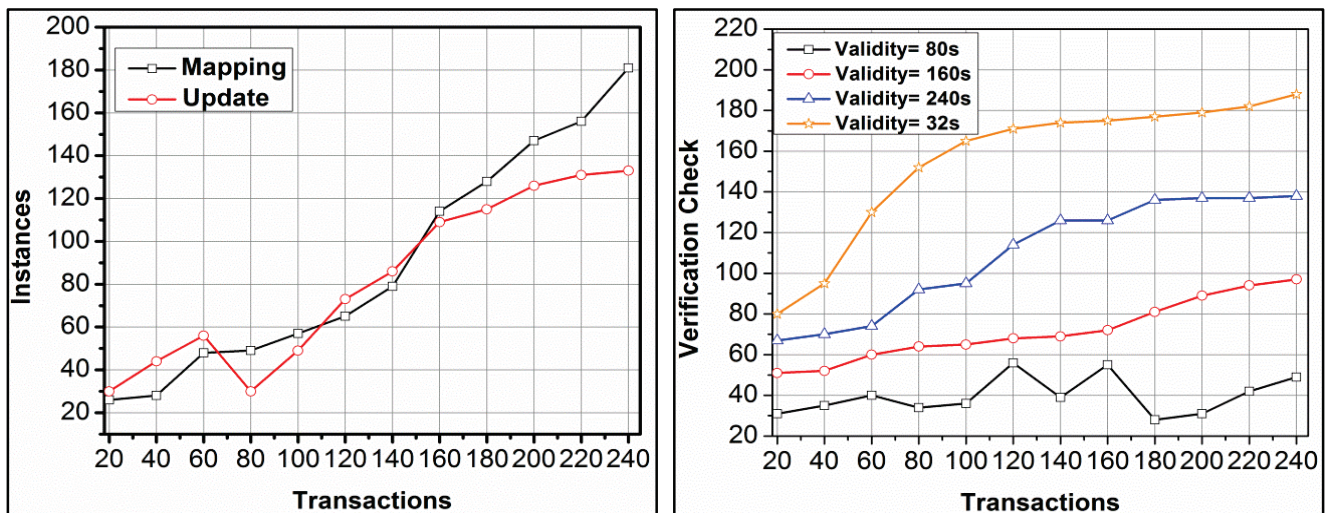 200
180
160
140
120
100
80
60
40
20
Instances
Mapping
Update
20 40 60 80 100 120 140 160 180 200 220 240
Transactions
220
200
180
160
140
120
100
80
60
40
20
Verification Check
Validity= 80s
Validity= 160s
Validity= 240s
Validity= 32s
20 40 60 80 100 120 140 160 180 200 220 240
Transactions